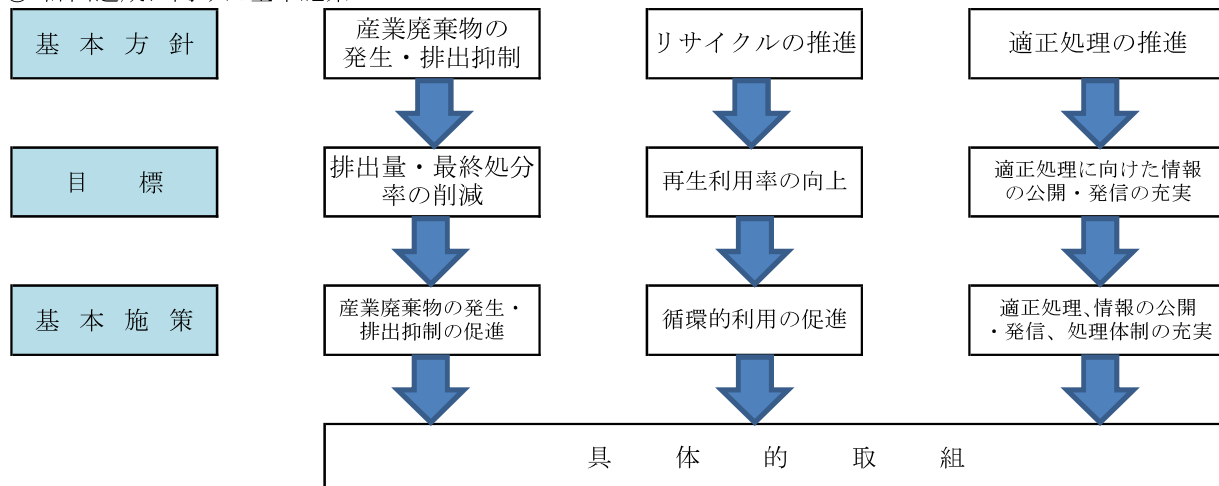 基本方針
産業廃棄物の
発生・排出抑制
リサイクルの推進
適正処理の推進
目標
排出量・最終処分
率の削減
再生利用率の向上
適正処理に向けた情報
の公開・発信の充実
基本施策
産業廃棄物の発生・
排出抑制の促進
循環的利用の促進
適正処理、情報の公開
・発信、処理体制の充実
具体的取組